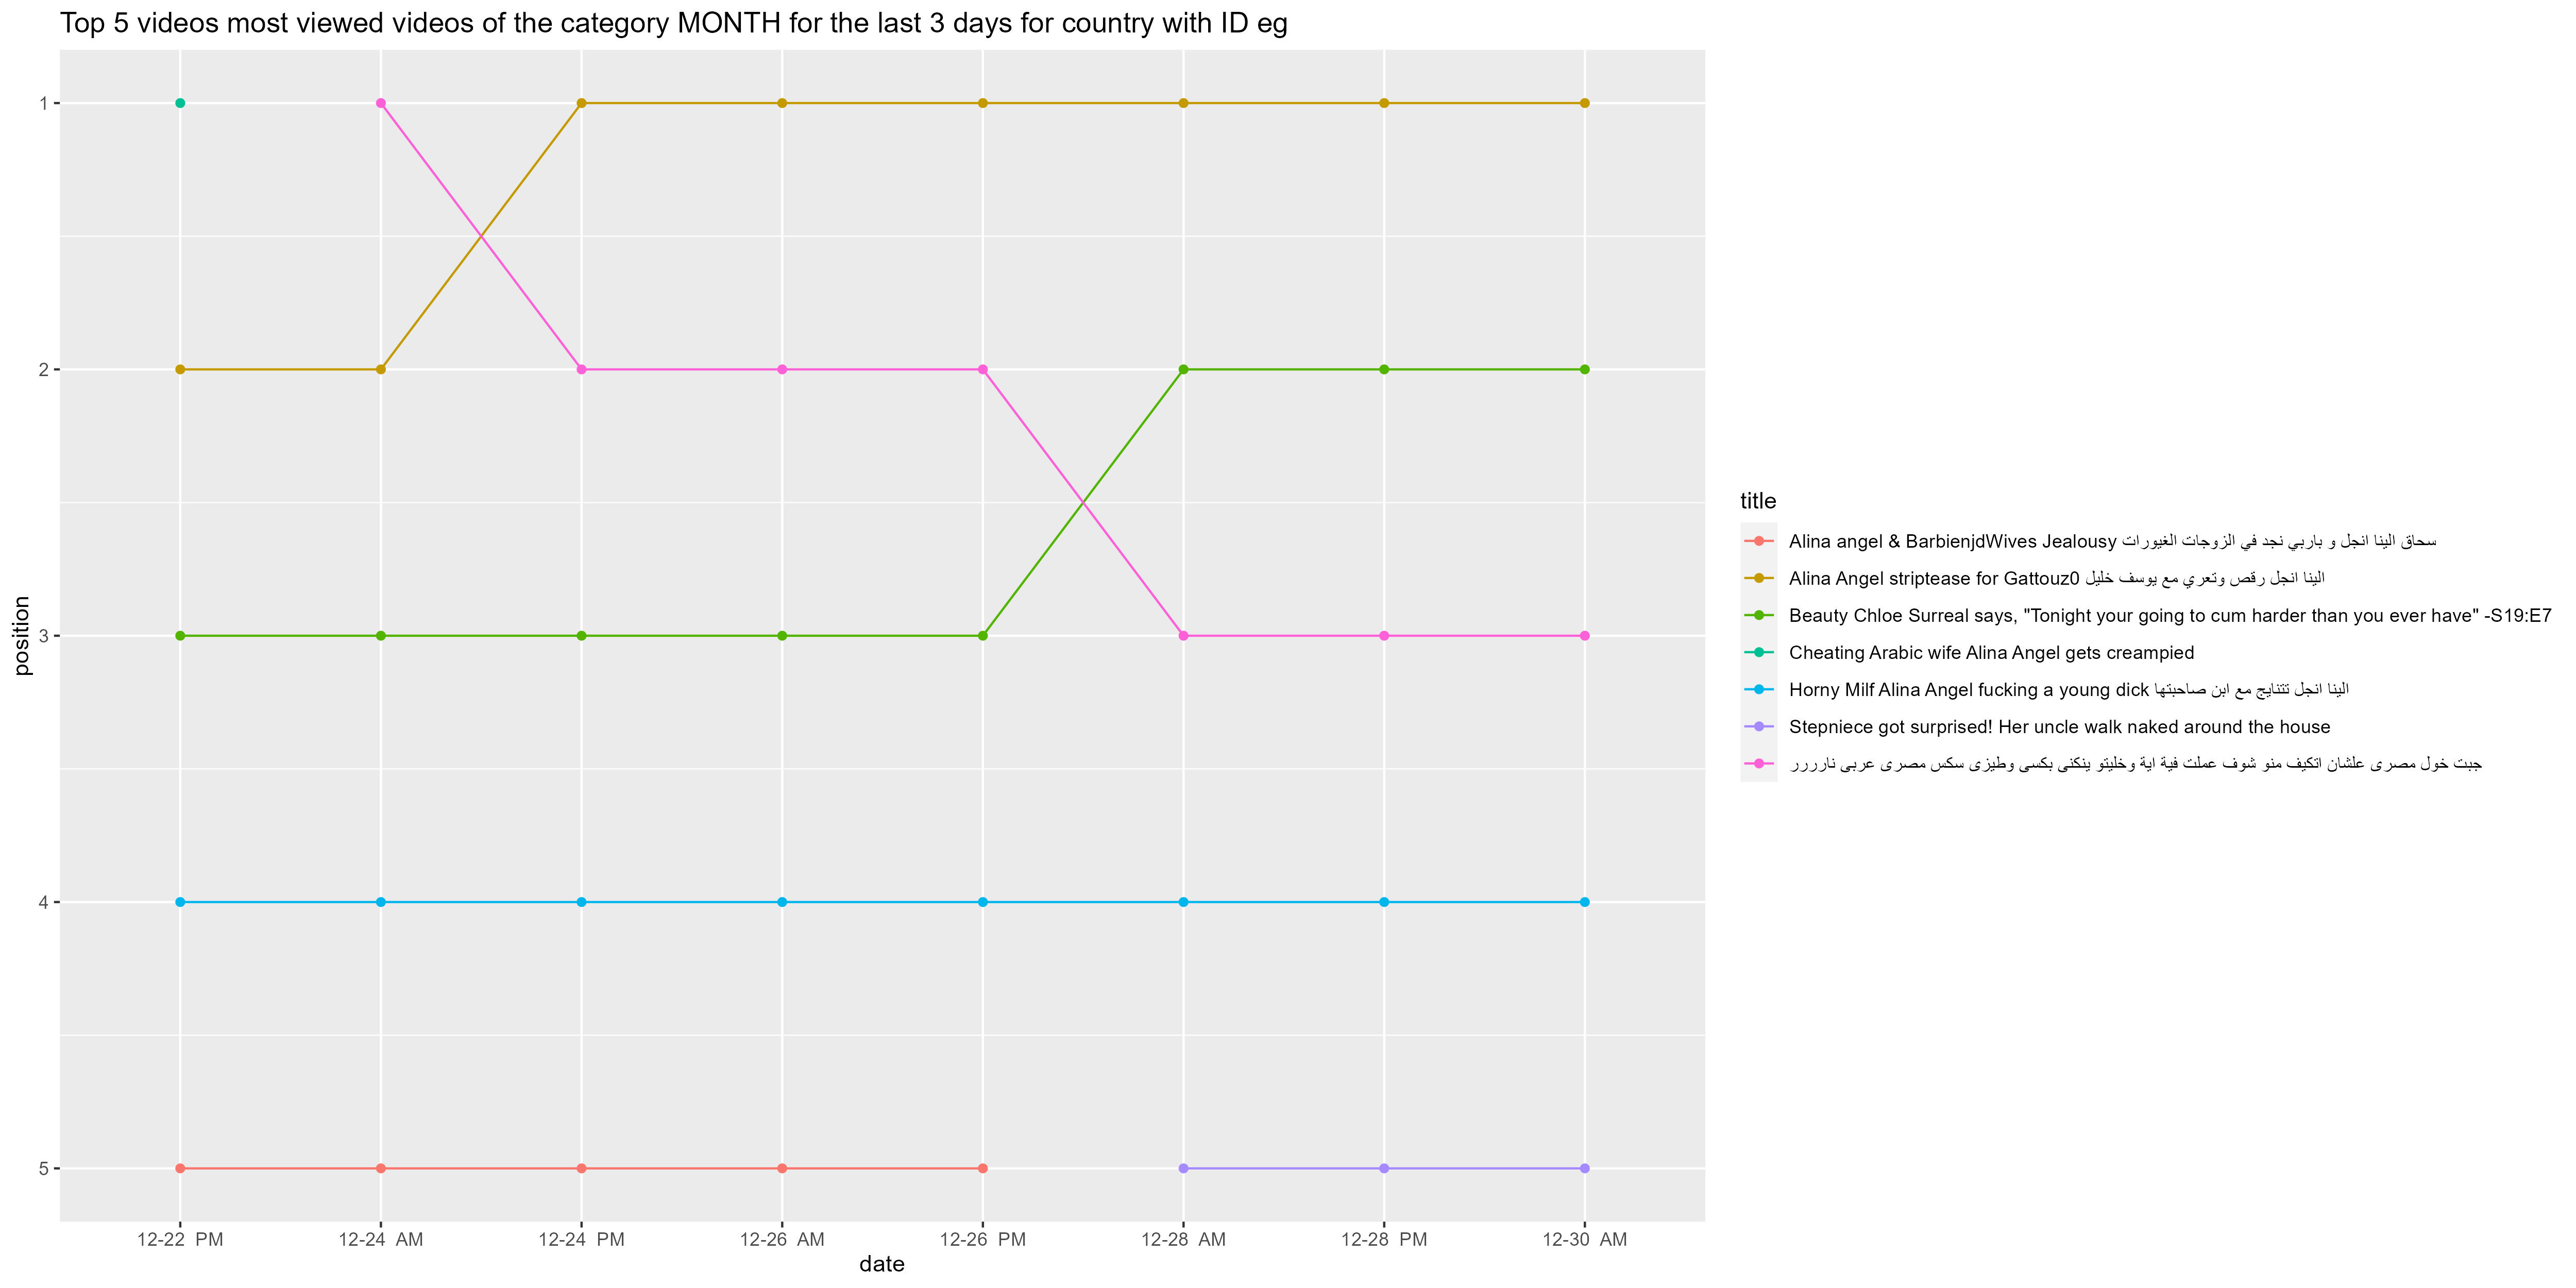 Top 5 videos most viewed videos of the category MONTH for the last 3 days for country with ID eg
position
1
2
3
4
5
12-22 PM
12-24 AM
12-24 PM
12-26 AM
12-26 PM
12-28 AM
12-28 PM
12-30 AM
date
title
Alina angel & BarbienjdWives Jealousy سحاق الينا انجل و باربي نجد في الزوجات الغيورات
Alina Angel striptease for Gattouz0 الينا انجل رقص وتعري مع يوسف خليل
Beauty Chloe Surreal says, "Tonight your going to cum harder than you ever have" -S19:E7
Cheating Arabic wife Alina Angel gets creampied
Horny Milf Alina Angel fucking a young dick الينا انجل تتنايج مع ابن صاحبتها
Stepniece got surprised! Her uncle walk naked around the house
جبت خول مصرى علشان اتكيف منو شوف عملت فية اية وخليتو ينكنى بكسى وطيزى سكس مصرى عربى نارررر